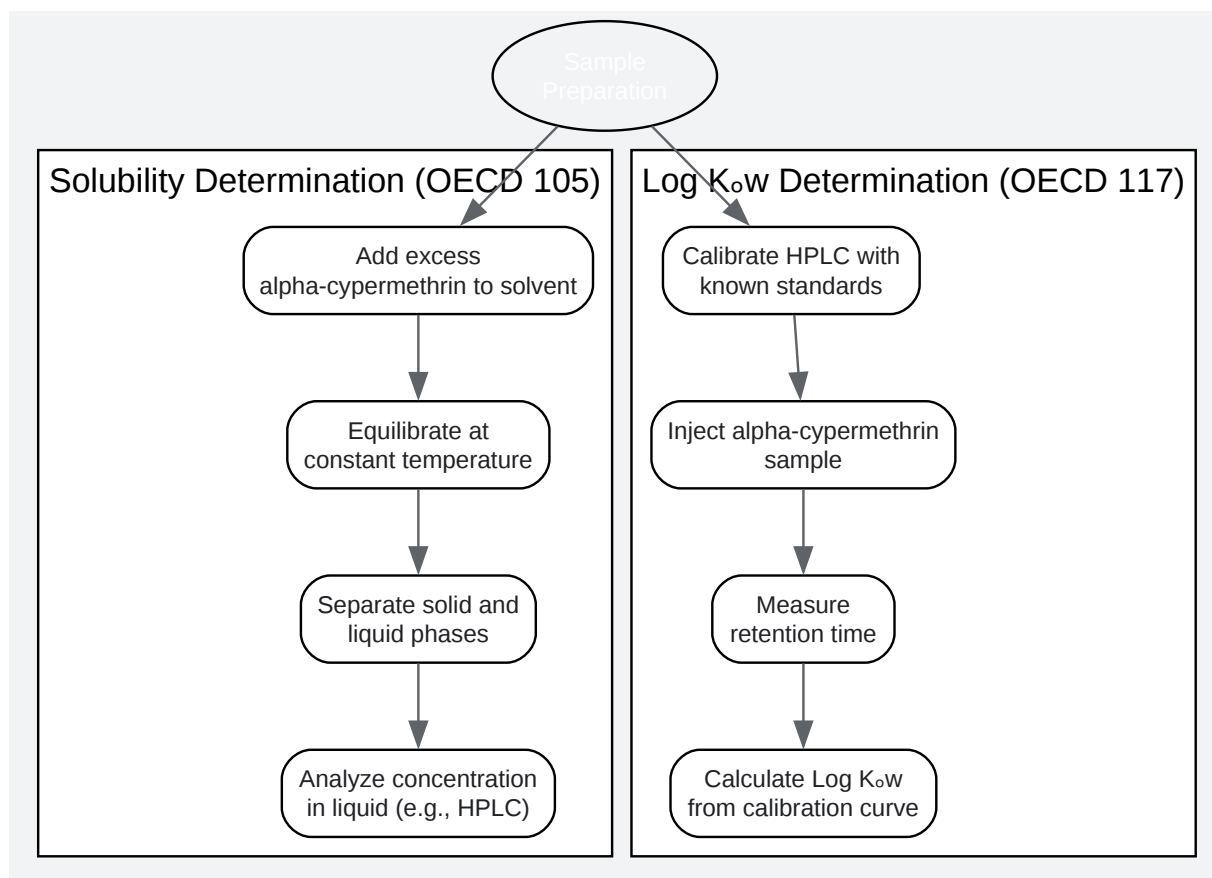 Sample
Preparation
Solubility Determination (OECD 105)
Add excess
alpha-cypermethrin to solvent
Equilibrate at
constant temperature
Separate solid and
liquid phases
Analyze concentration
in liquid (e.g., HPLC)
Log Kₒw Determination (OECD 117)
Calibrate HPLC with
known standards
Inject alpha-cypermethrin
sample
Measure
retention time
Calculate Log Kₒw
from calibration curve